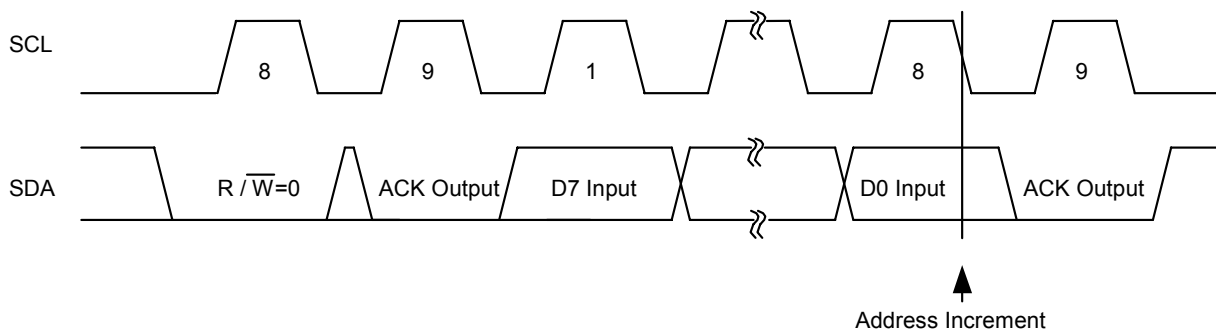 SCL
8
9
1
8
9
SDA
R / W̅=0
ACK Output
D7 Input
D0 Input
ACK Output
Address Increment